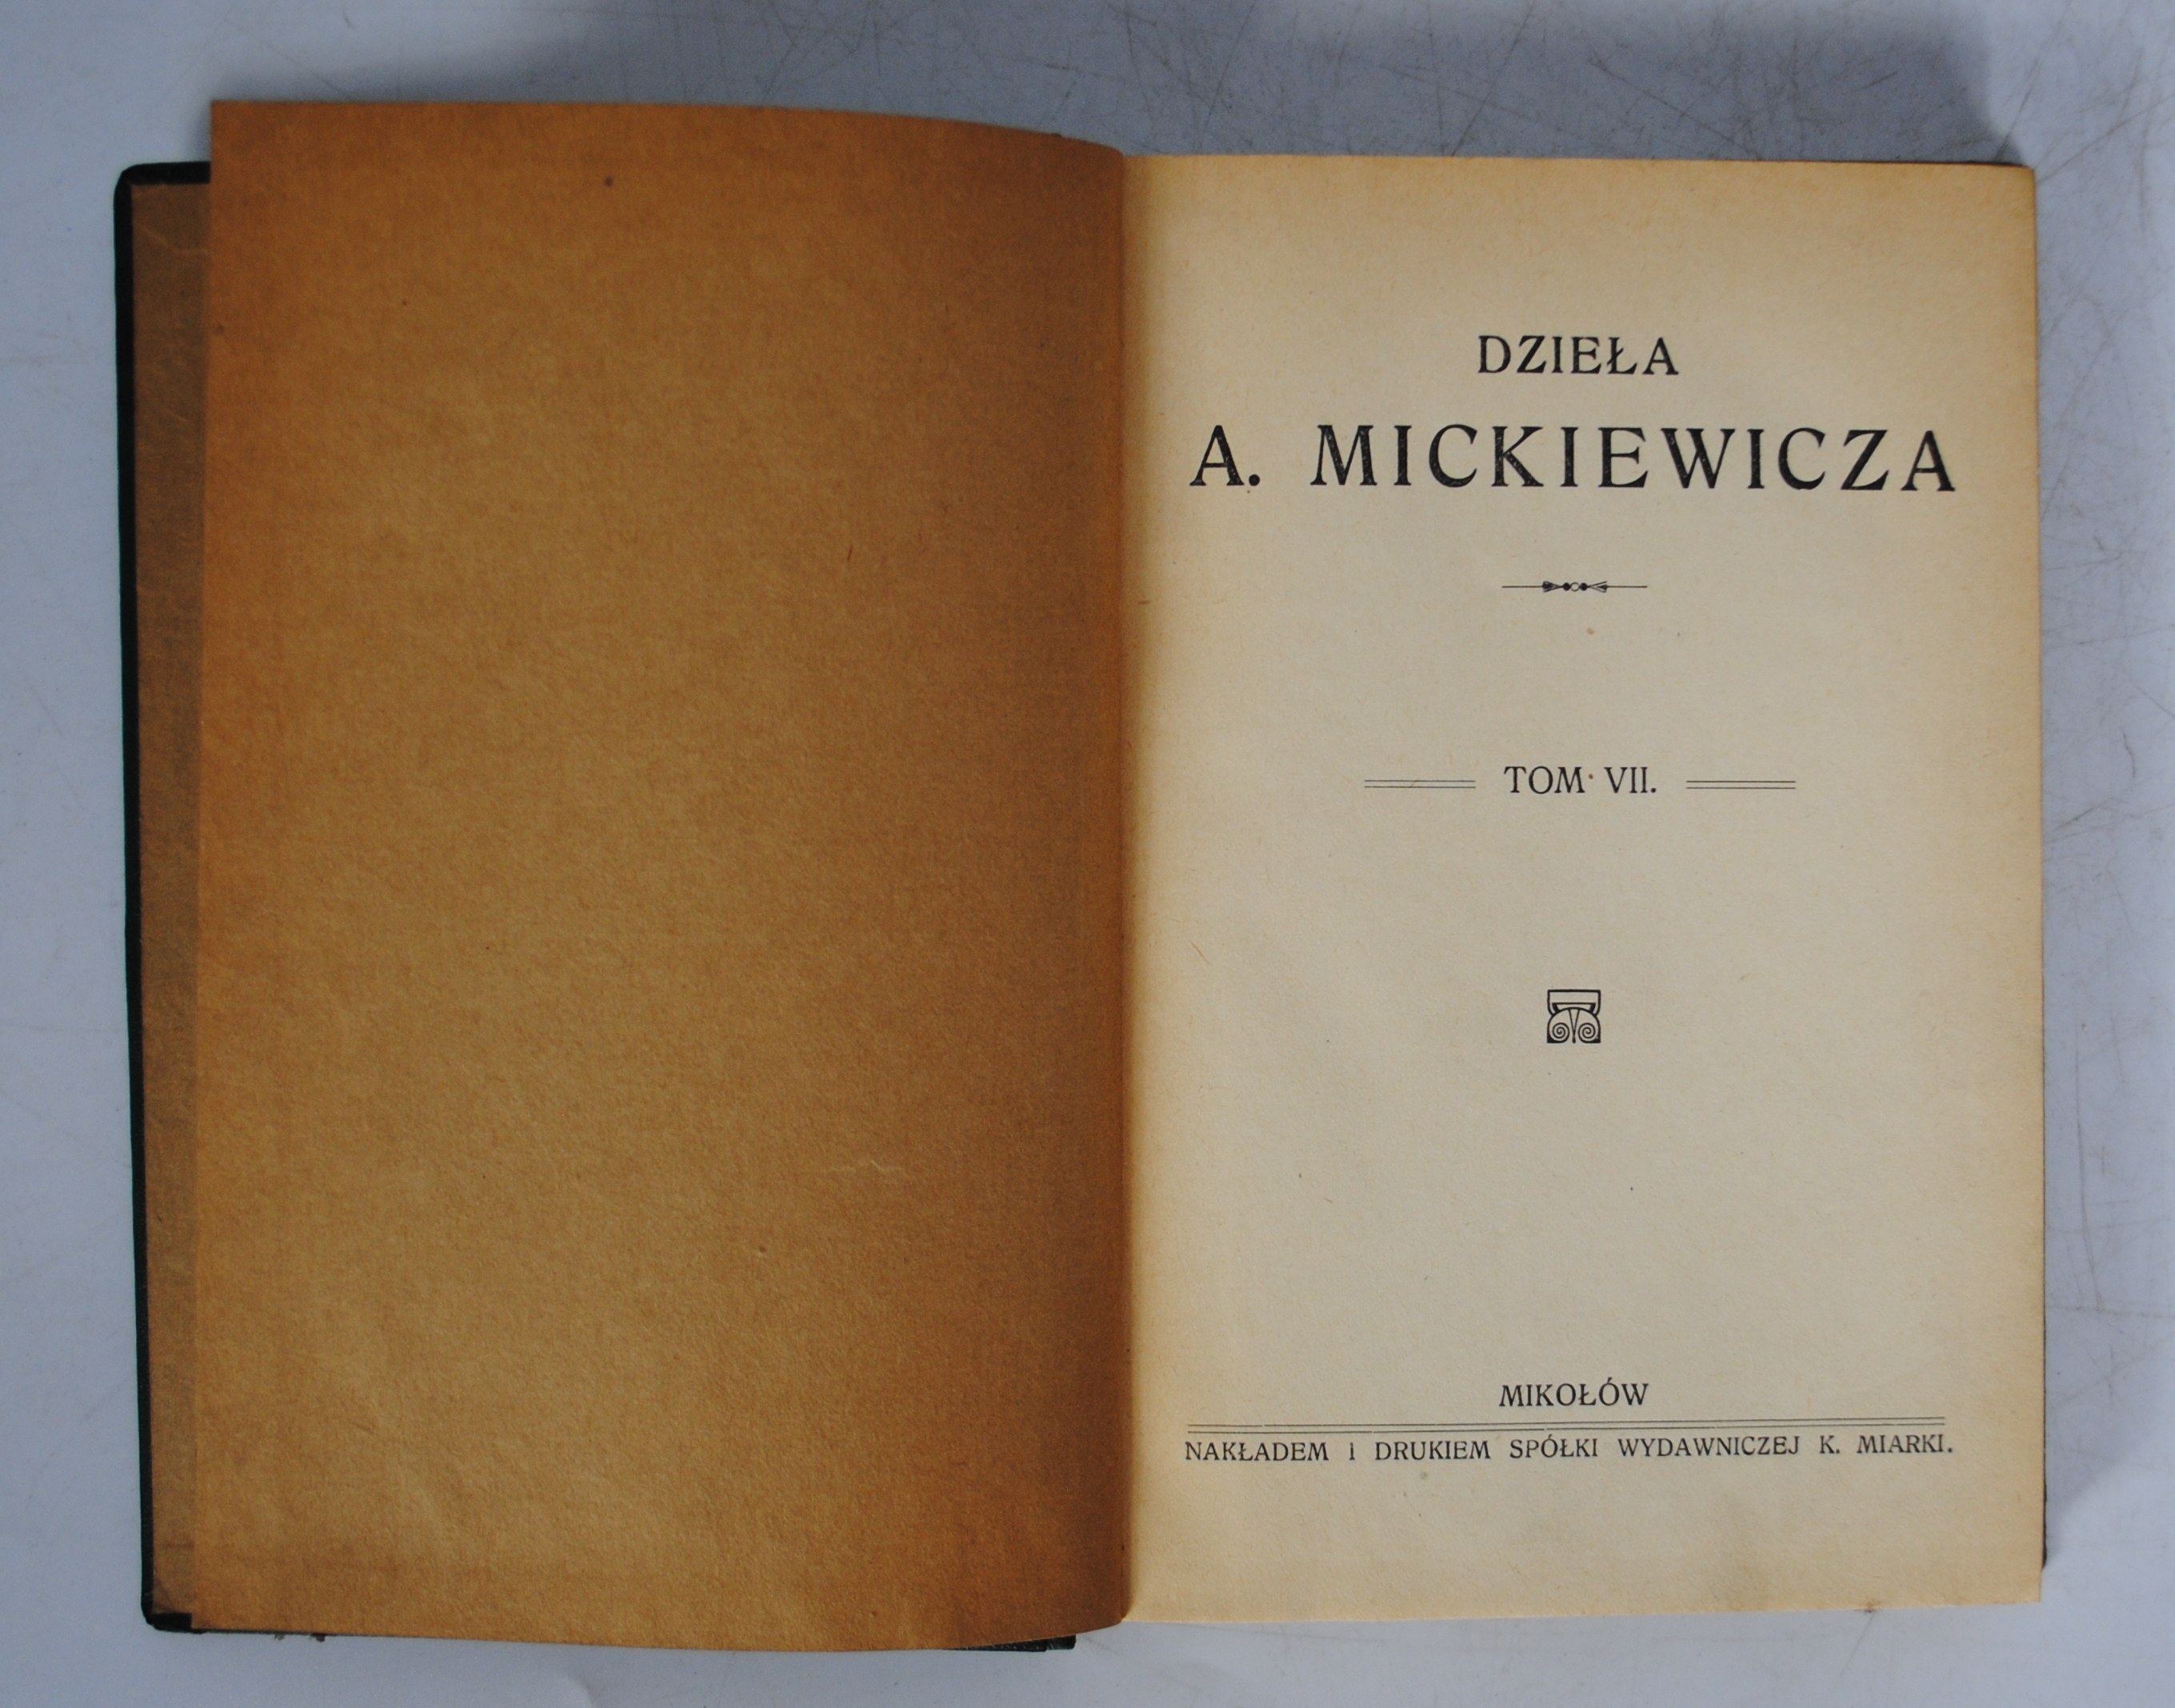 DZIEŁA
A. MICKIEWICZA
TOM VII.
MIKOŁÓW
NAKŁADEM I DRUKIEM SPÓŁKI WYDAWNICZEJ K. MIARKI.